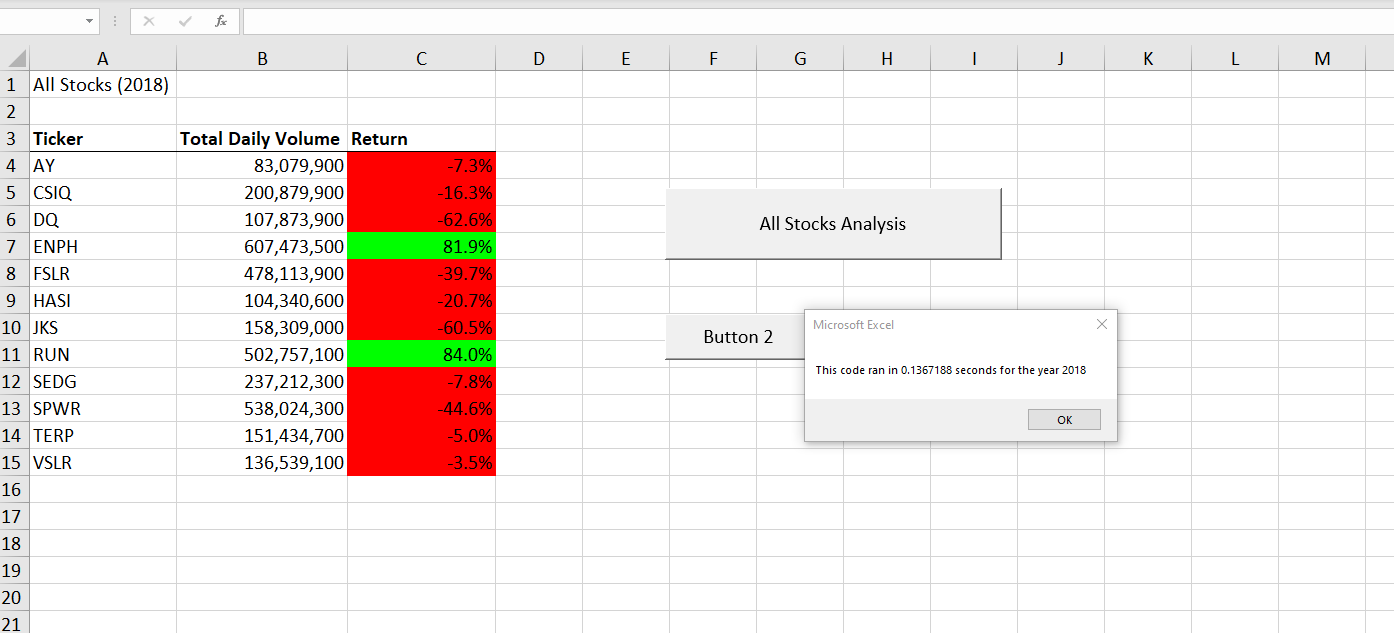 fx
A B C D E F G H I J K L M
1 All Stocks (2018)
2
3 Ticker Total Daily Volume Return
4 AY 83,079,900 -7.3%
5 CSIQ 200,879,900 -16.3%
6 DQ 107,873,900 -62.6%
7 ENPH 607,473,500 81.9%
8 FSLR 478,113,900 -39.7%
9 HASI 104,340,600 -20.7%
10 JKS 158,309,000 -60.5%
11 RUN 502,757,100 84.0%
12 SEDG 237,212,300 -7.8%
13 SPWR 538,024,300 -44.6%
14 TERP 151,434,700 -5.0%
15 VSLR 136,539,100 -3.5%
16
17
18
19
20
21
All Stocks Analysis
Button 2
Microsoft Excel
This code ran in 0.1367188 seconds for the year 2018
OK